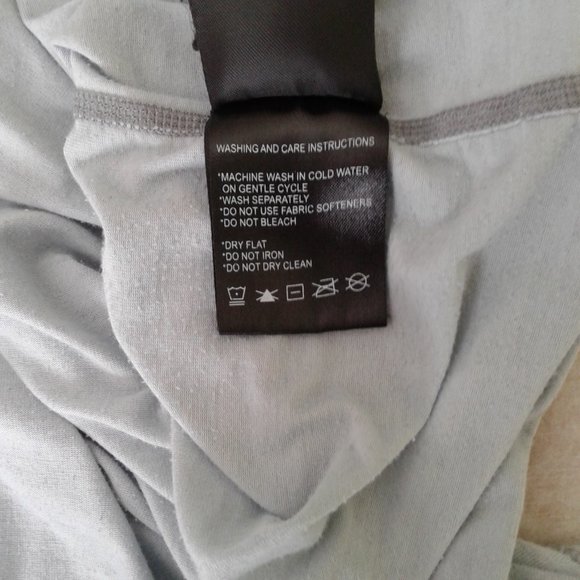 WASHING AND CARE INSTRUCTIONS
*MACHINE WASH IN COLD WATER
ON GENTLE CYCLE
*WASH SEPARATELY
*DO NOT USE FABRIC SOFTENERS
*DO NOT BLEACH
*DRY FLAT
*DO NOT IRON
*DO NOT DRY CLEAN